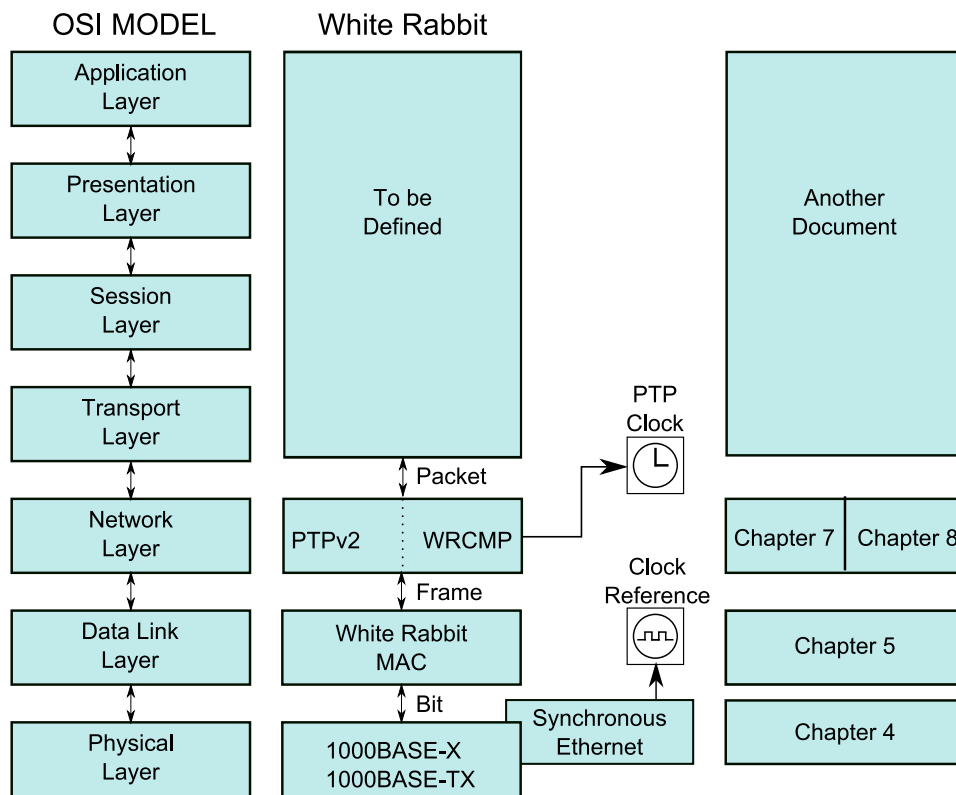 OSI MODEL
White Rabbit
Application
Layer
Presentation
Layer
Session
Layer
Transport
Layer
Network
Layer
Data Link
Layer
Physical
Layer
To be
Defined
Packet
PTPv2
WRCMP
Frame
White Rabbit
MAC
Bit
1000BASE-X
1000BASE-TX
Synchronous
Ethernet
PTP
Clock
Clock
Reference
Another
Document
Chapter 7
Chapter 8
Chapter 5
Chapter 4